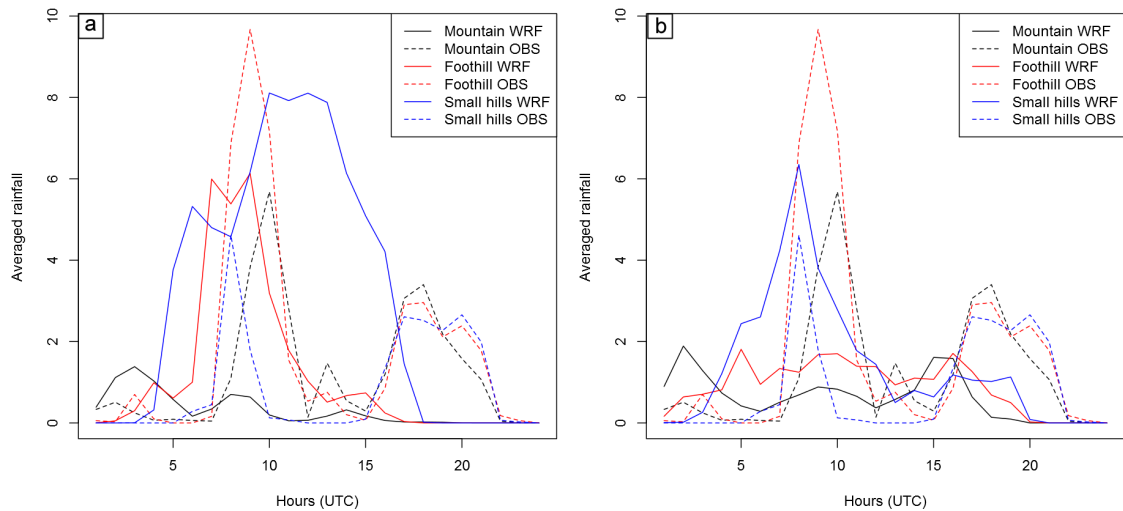 a
Mountain WRF
Mountain OBS
Foothill WRF
Foothill OBS
Small hills WRF
Small hills OBS
Averaged rainfall
10
8
6
4
2
0
5
10
15
20
Hours (UTC)
b
Mountain WRF
Mountain OBS
Foothill WRF
Foothill OBS
Small hills WRF
Small hills OBS
Averaged rainfall
10
8
6
4
2
0
5
10
15
20
Hours (UTC)